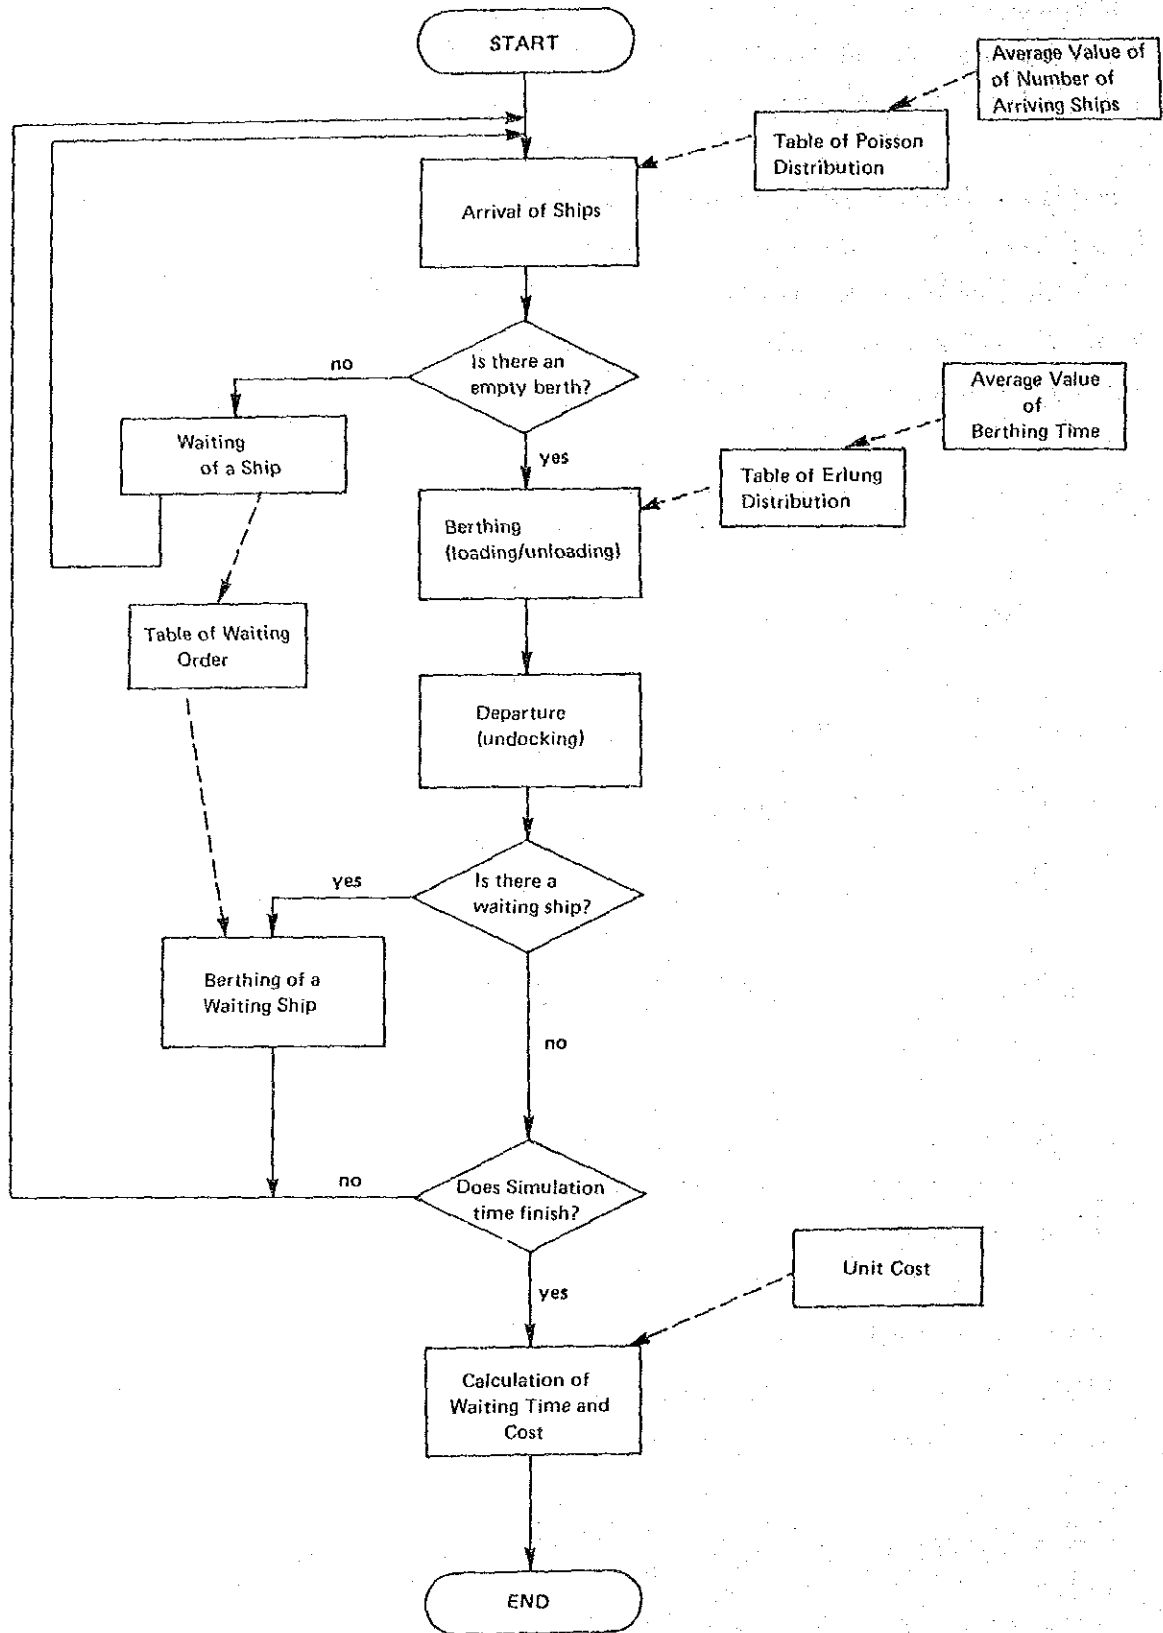 START
Average Value of
of Number of
Arriving Ships
Table of Poisson
Distribution
Arrival of Ships
Is there an
empty berth?
no
yes
Waiting
of a Ship
Average Value
of
Berthing Time
Table of Erlung
Distribution
Berthing
(loading/unloading)
Table of Waiting
Order
Departure
(undocking)
Is there a
waiting ship?
yes
no
Berthing of a
Waiting Ship
Does Simulation
time finish?
no
yes
Unit Cost
Calculation of
Waiting Time and
Cost
END